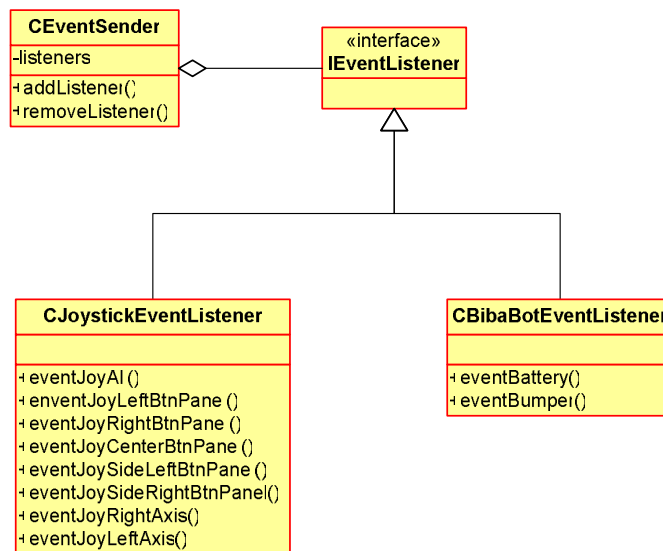 CEventSender
-listeners
+ addListener()
+ removeListener()
«interface»
IEventListener
CJoystickEventListener
+ eventJoyAl ()
+ enventJoyLeftBtnPane ()
+ eventJoyRightBtnPane ()
+ eventJoyCenterBtnPane ()
+ eventJoySideLeftBtnPane ()
+ eventJoySideRightBtnPanel()
+ eventJoyRightAxis()
+ eventJoyLeftAxis()
CBibaBotEventListener
+ eventBattery()
+ eventBumper()